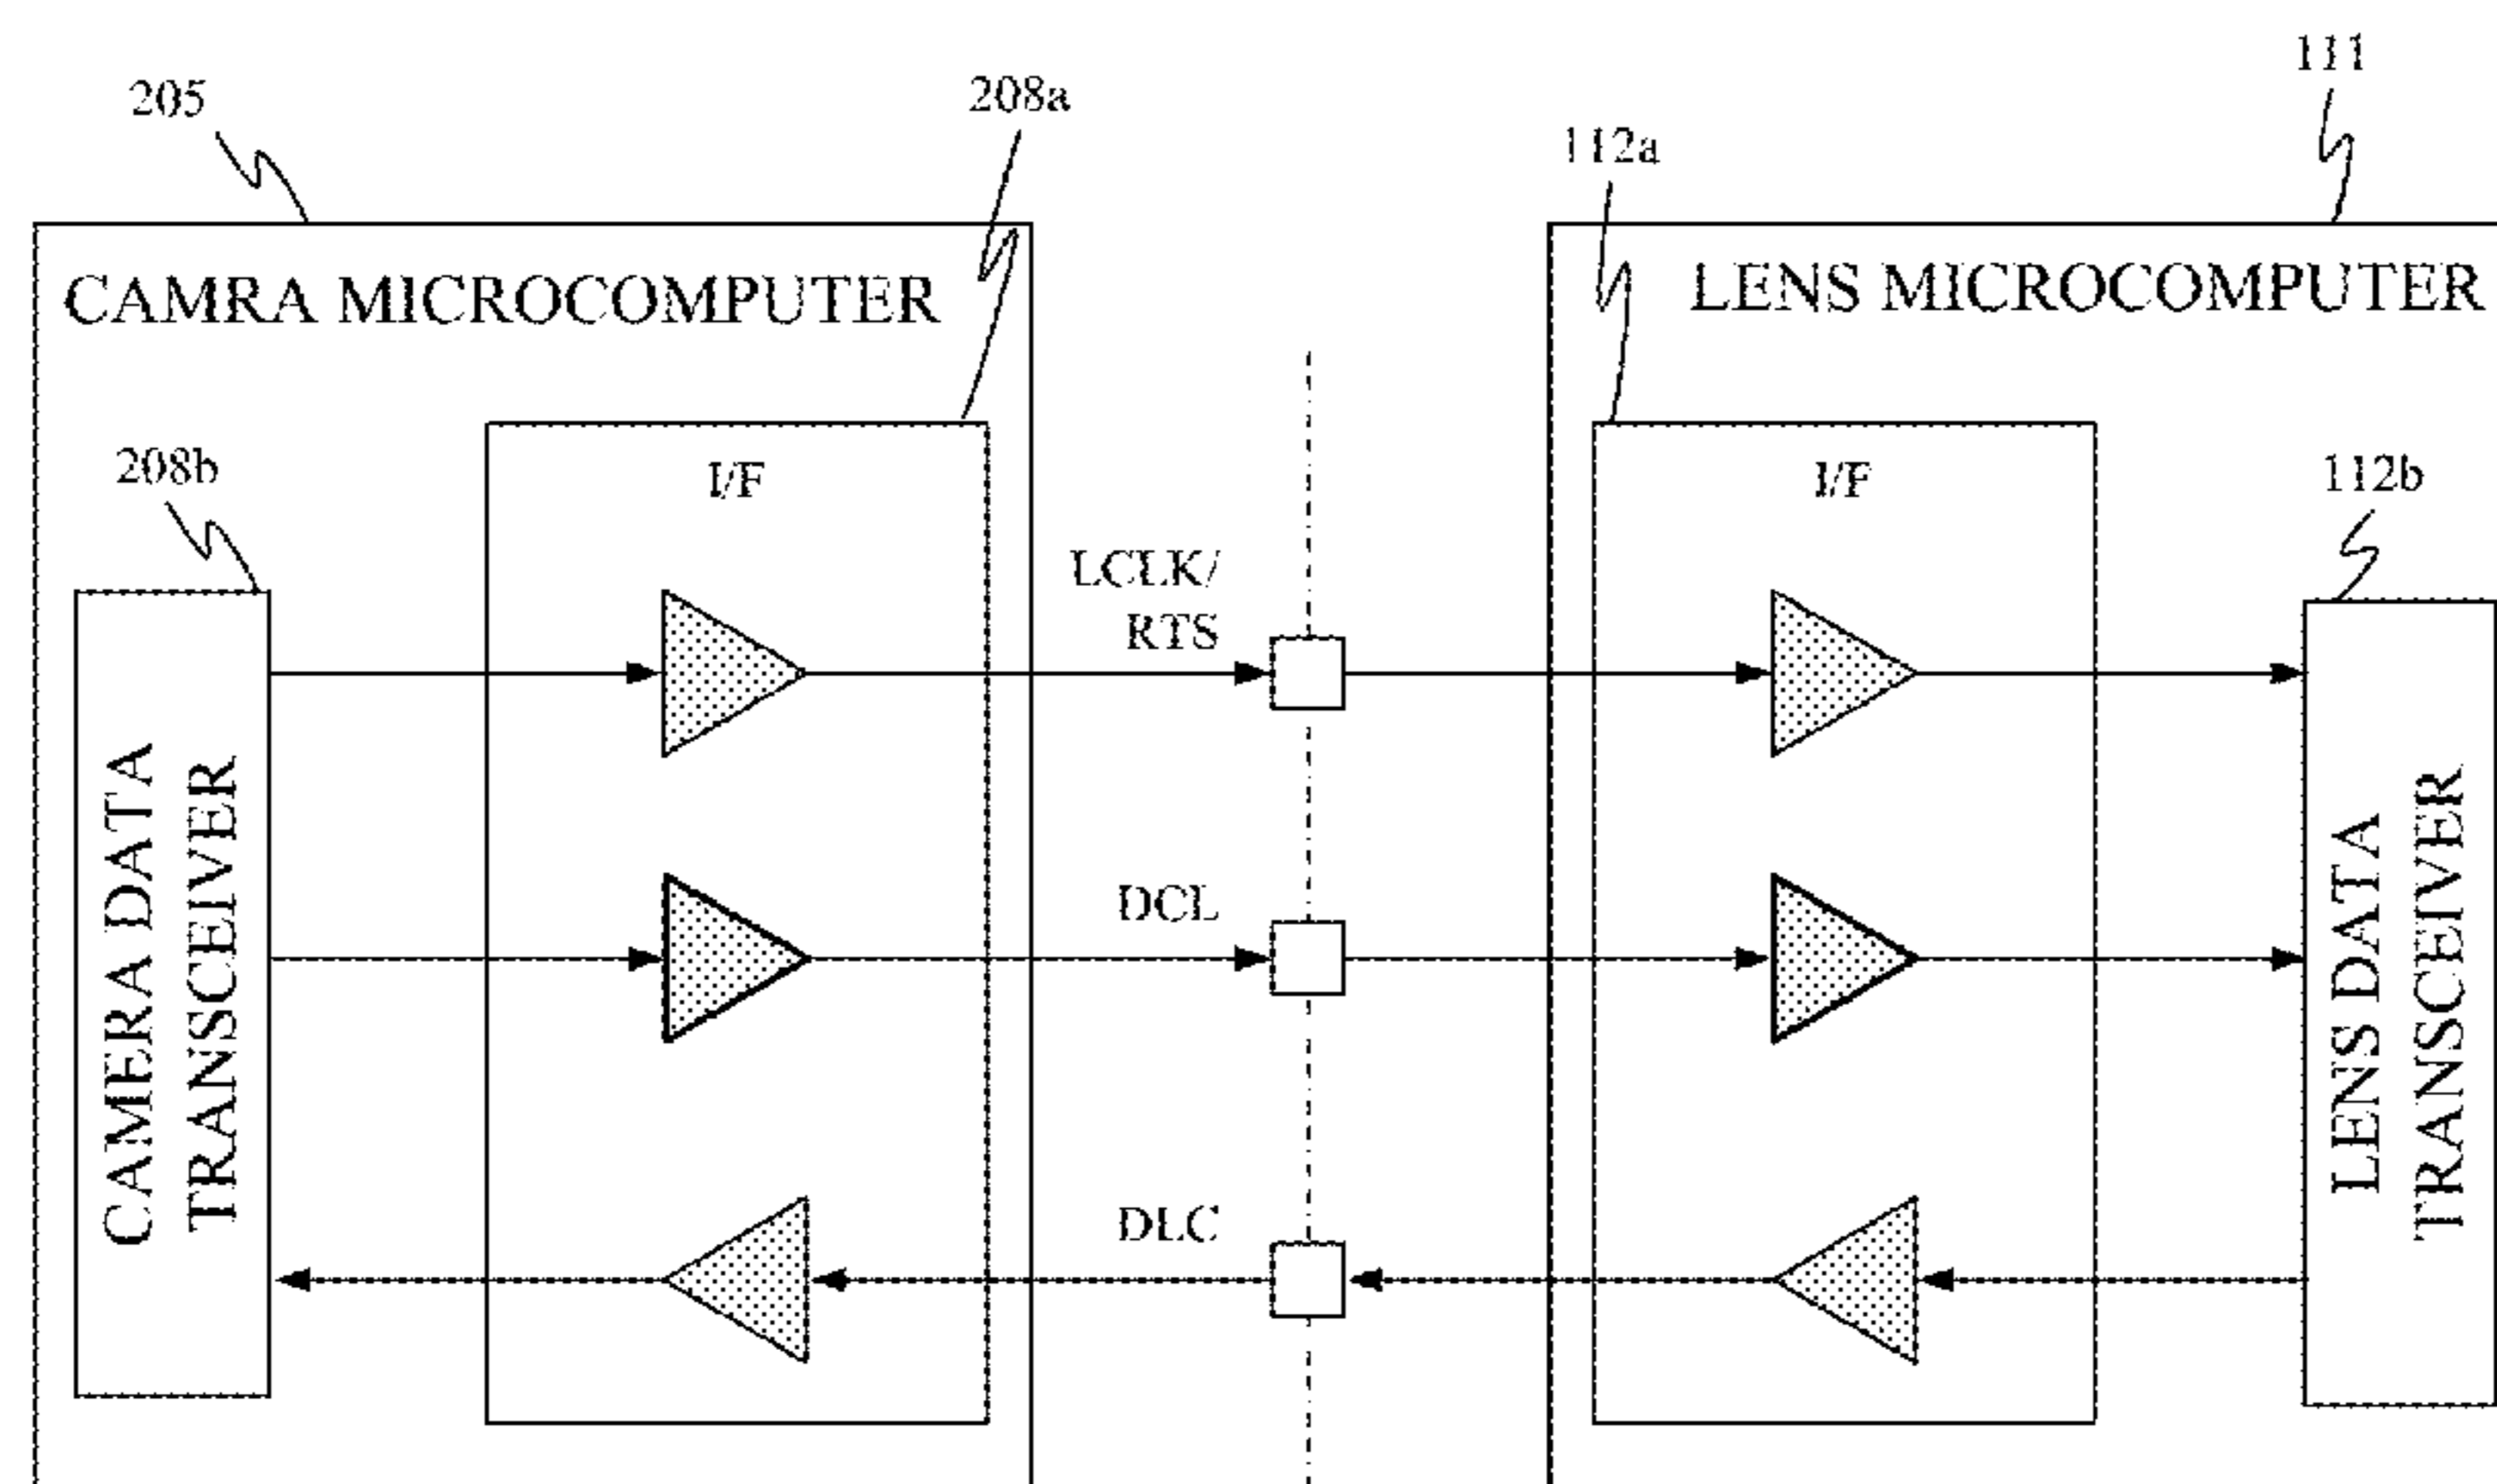 111
205
208a
112a
CAMRA MICROCOMPUTER
LENS MICROCOMPUTER
208b
I/F
I/F
112b
LCLK/
RTS
DCL
DLC
CAMERA DATA
TRANSCEIVER
LENS DATA
TRANSCEIVER